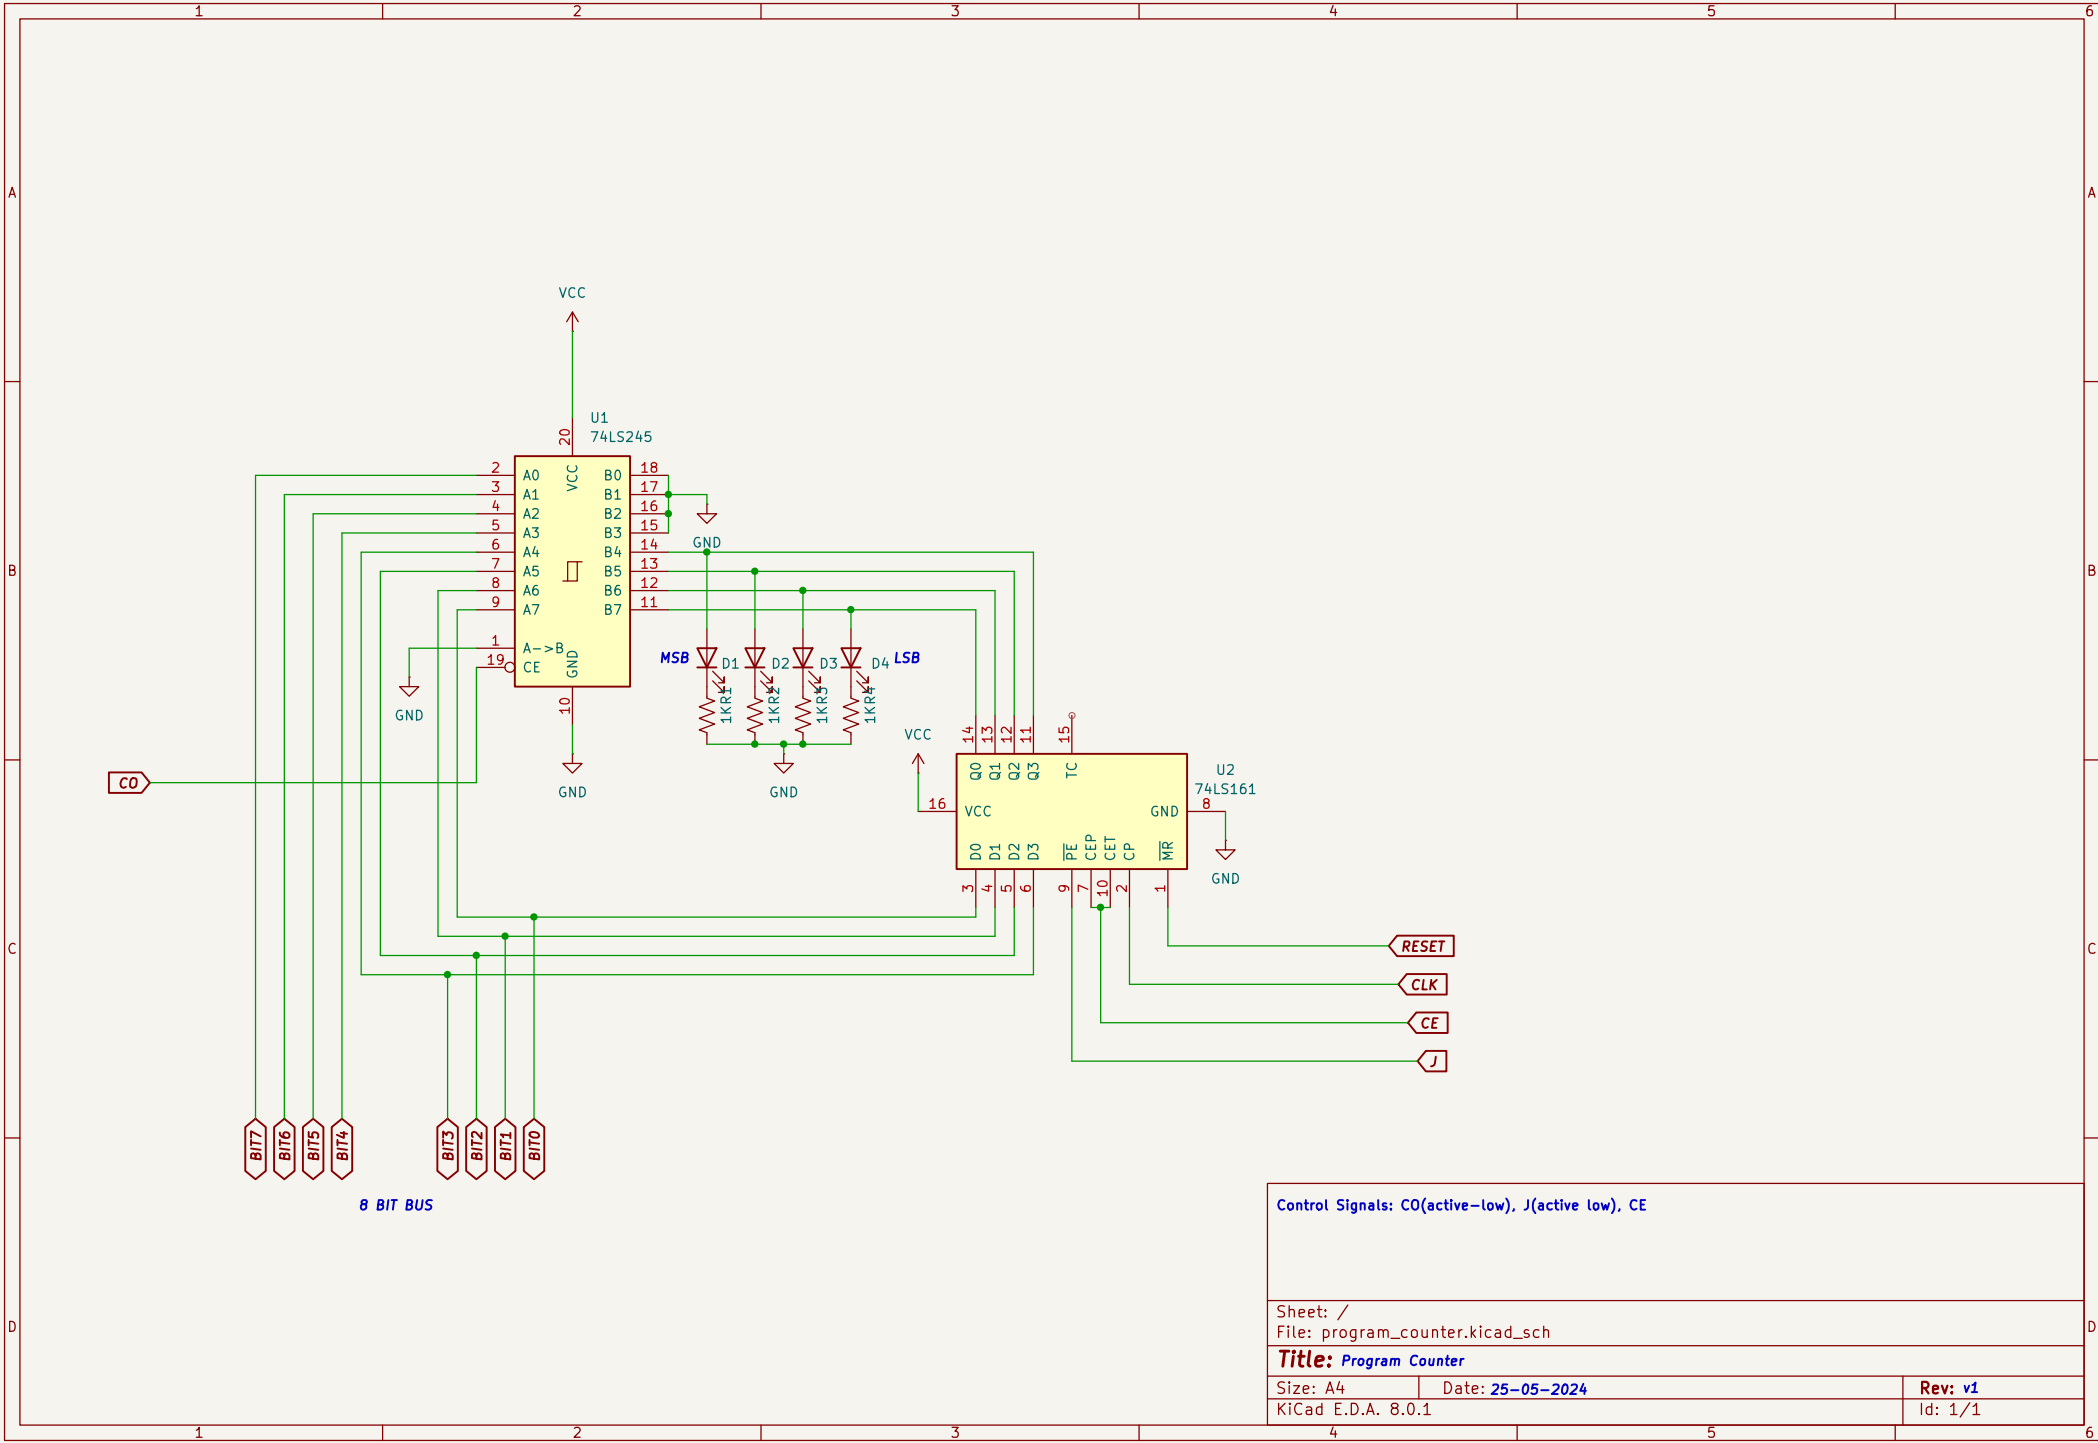 1 2 3 4 5 6
A A
VCC
U1
74LS245
20
VCC
2 A0 B0 18
3 A1 B1 17
4 A2 B2 16
5 A3 B3 15
GND
6 A4 B4 14
B B
7 A5 B5 13
8 A6 B6 12
9 A7 B7 11
1 A->B
19 CE
GND
10
GND
GND
MSB D1 D2 D3 D4 LSB
1KR1 1KR2 1KR3 1KR4
GND
CO
VCC
14 13 12 11 15
Q0 Q1 Q2 Q3 TC
U2
74LS161
16 VCC GND 8
D0 D1 D2 D3 PE CEP CET CP MR
3 4 5 6 9 7 10 2 1
GND
C C
RESET
CLK
CE
J
BIT7 BIT6 BIT5 BIT4 BIT3 BIT2 BIT1 BIT0
8 BIT BUS
Control Signals: CO(active-low), J(active low), CE
Sheet: /
File: program_counter.kicad_sch
D D
Title: Program Counter
Size: A4 Date: 25-05-2024 Rev: v1
KiCad E.D.A. 8.0.1 Id: 1/1
1 2 3 4 5 6